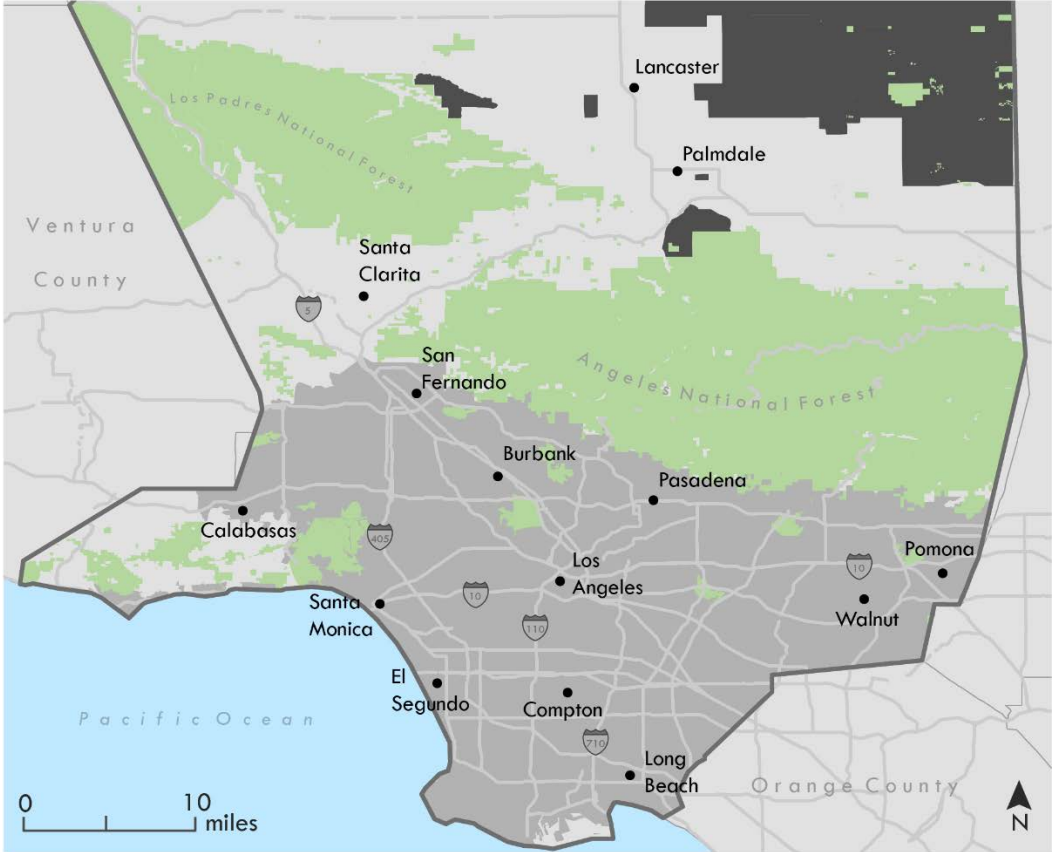 Lancaster
Los Padres National Forest
Palmdale
Ventura
County
Santa
Clarita
5
San
Fernando
Angeles National Forest
Burbank
Pasadena
Calabasas
405
Los
Angeles
Pomona
10
10
Santa
Monica
Walnut
110
El
Segundo
Compton
Pacific Ocean
710
Long
Beach
Orange County
0 10
miles
N